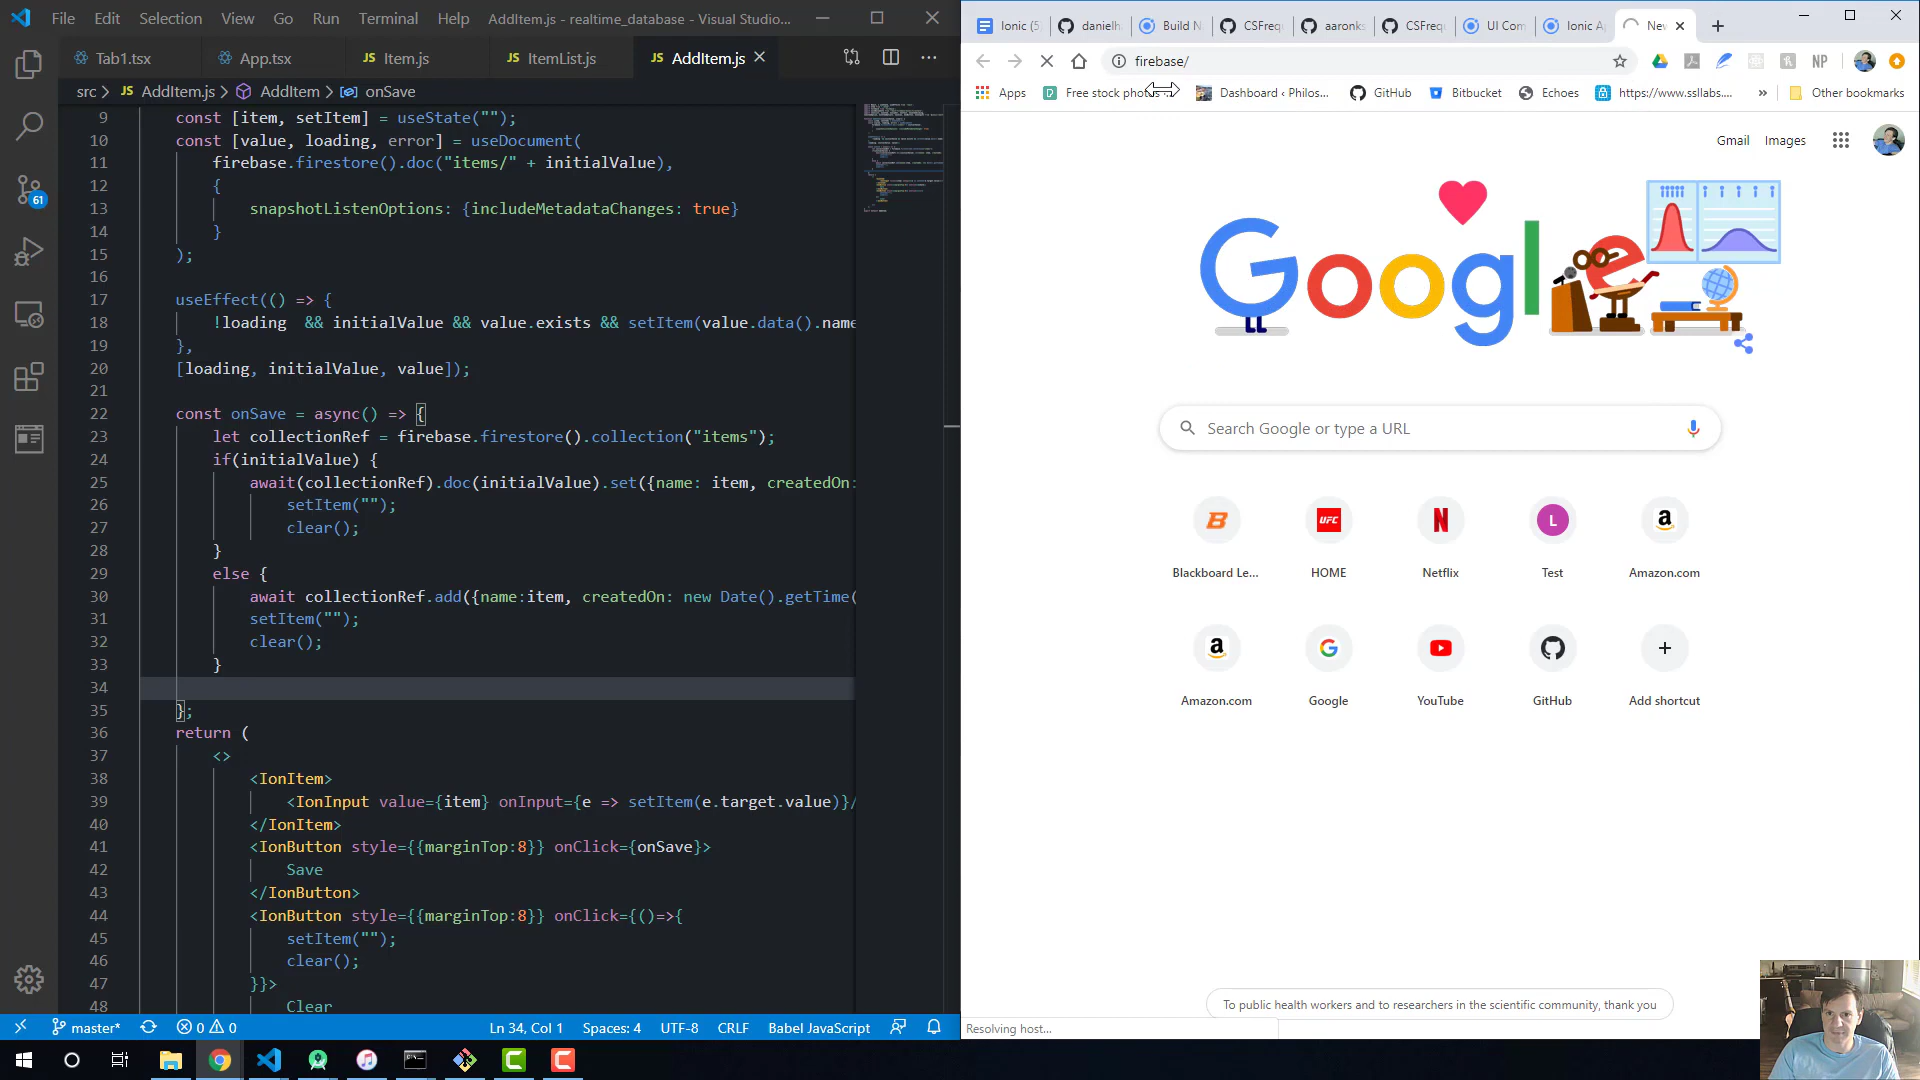 File Edit Selection View Go Run Terminal Help AddItem.js - realtime_database - Visual Studio...
Tab1.tsx App.tsx JS Item.js JS ItemList.js JS AddItem.js
src > JS AddItem.js > AddItem > onSave
9 const [item, setItem] = useState("");
10 const [value, loading, error] = useDocument(
11 firebase.firestore().doc("items/" + initialValue),
12 {
13 snapshotListenOptions: {includeMetadataChanges: true}
14 }
15 );
16
17 useEffect(() => {
18 !loading  && initialValue && value.exists && setItem(value.data().name
19 },
20 [loading, initialValue, value]);
21
22 const onSave = async() => {
23 let collectionRef = firebase.firestore().collection("items");
24 if(initialValue) {
25 await(collectionRef).doc(initialValue).set({name: item, createdOn:
26 setItem("");
27 clear();
28 }
29 else {
30 await collectionRef.add({name:item, createdOn: new Date().getTime(
31 setItem("");
32 clear();
33 }
34
35 };
36 return (
37 <>
38 <IonItem>
39 <IonInput value={item} onInput={e => setItem(e.target.value)}/
40 </IonItem>
41 <IonButton style={{marginTop:8}} onClick={onSave}>
42 Save
43 </IonButton>
44 <IonButton style={{marginTop:8}} onClick={()=>{
45 setItem("");
46 clear();
47 }}>
48 Clear
61
master* 0 0 Ln 34, Col 1 Spaces: 4 UTF-8 CRLF Babel JavaScript
Ionic (5 danielh Build N CSFreq aaronks CSFreq UI Com Ionic A New
firebase/
NP
Apps Free stock photos Dashboard ‹ Philos... GitHub Bitbucket Echoes https://www.ssllabs.... » Other bookmarks
Gmail Images
Google
Search Google or type a URL
B UFC N L a
Blackboard Le... HOME Netflix Test Amazon.com
a G
Amazon.com Google YouTube GitHub Add shortcut
To public health workers and to researchers in the scientific community, thank you
Resolving host...